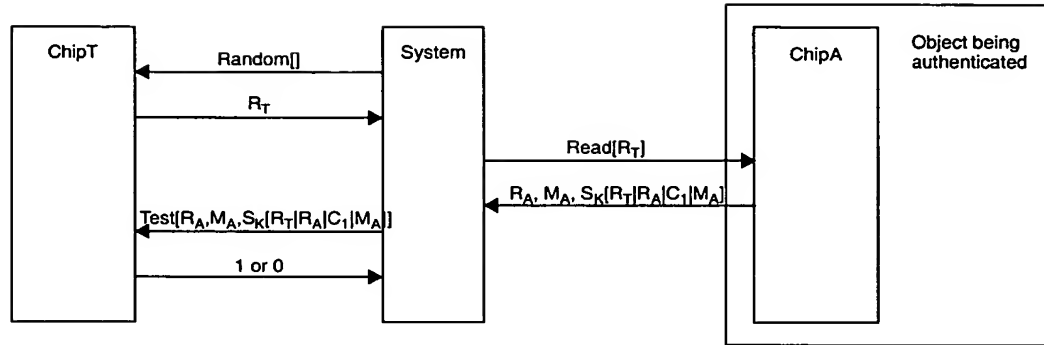 ChipT
System
ChipA
Object being
authenticated
Random[]
R_T
Read[R_T]
R_A, M_A, S_K[R_T|R_A|C_1|M_A]
Test[R_A,M_A,S_K[R_T|R_A|C_1|M_A]]
1 or 0